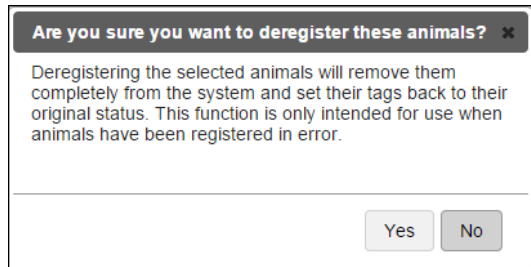 Are you sure you want to deregister these animals? ×
Deregistering the selected animals will remove them
completely from the system and set their tags back to their
original status. This function is only intended for use when
animals have been registered in error.
Yes No